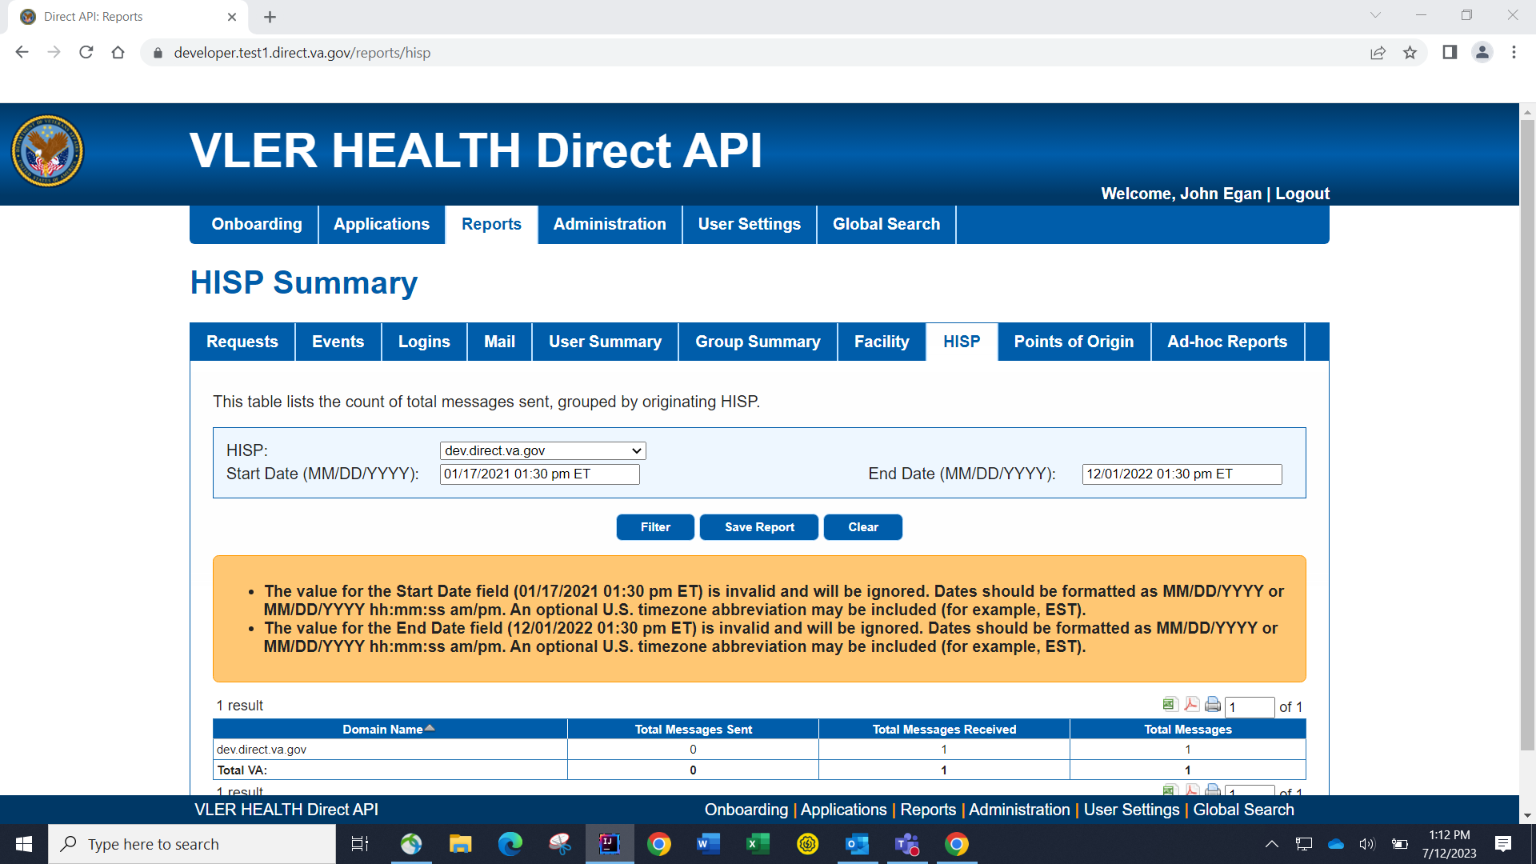 Direct API: Reports
developer.test1.direct.va.gov/reports/hisp
VLER HEALTH Direct API
Welcome, John Egan | Logout
Onboarding Applications Reports Administration User Settings Global Search
HISP Summary
Requests Events Logins Mail User Summary Group Summary Facility HISP Points of Origin Ad-hoc Reports
This table lists the count of total messages sent, grouped by originating HISP.
HISP: dev.direct.va.gov
Start Date (MM/DD/YYYY): 01/17/2021 01:30 pm ET End Date (MM/DD/YYYY): 12/01/2022 01:30 pm ET
Filter Save Report Clear
• The value for the Start Date field (01/17/2021 01:30 pm ET) is invalid and will be ignored. Dates should be formatted as MM/DD/YYYY or
MM/DD/YYYY hh:mm:ss am/pm. An optional U.S. timezone abbreviation may be included (for example, EST).
• The value for the End Date field (12/01/2022 01:30 pm ET) is invalid and will be ignored. Dates should be formatted as MM/DD/YYYY or
MM/DD/YYYY hh:mm:ss am/pm. An optional U.S. timezone abbreviation may be included (for example, EST).
1 result 1 of 1
Domain Name Total Messages Sent Total Messages Received Total Messages
dev.direct.va.gov 0 1 1
Total VA: 0 1 1
1 result 1 of 1
VLER HEALTH Direct API Onboarding | Applications | Reports | Administration | User Settings | Global Search
Type here to search
1:12 PM
7/12/2023